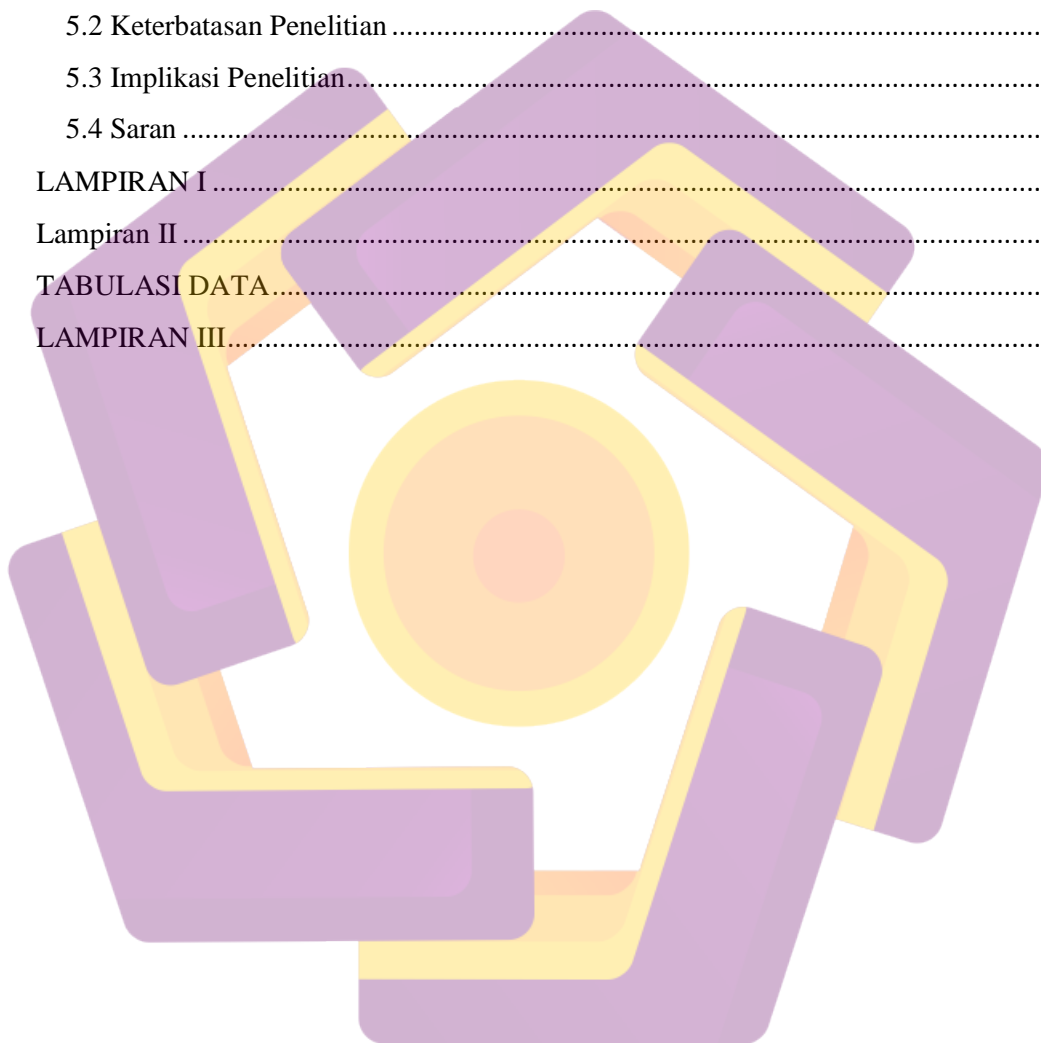 5.2 Keterbatasan Penelitian ........................................................................................
5.3 Implikasi Penelitian...............................................................................................
5.4 Saran ......................................................................................................................
LAMPIRAN I ..............................................................................................................
Lampiran II ...................................................................................................................
TABULASI DATA.......................................................................................................
LAMPIRAN III.............................................................................................................